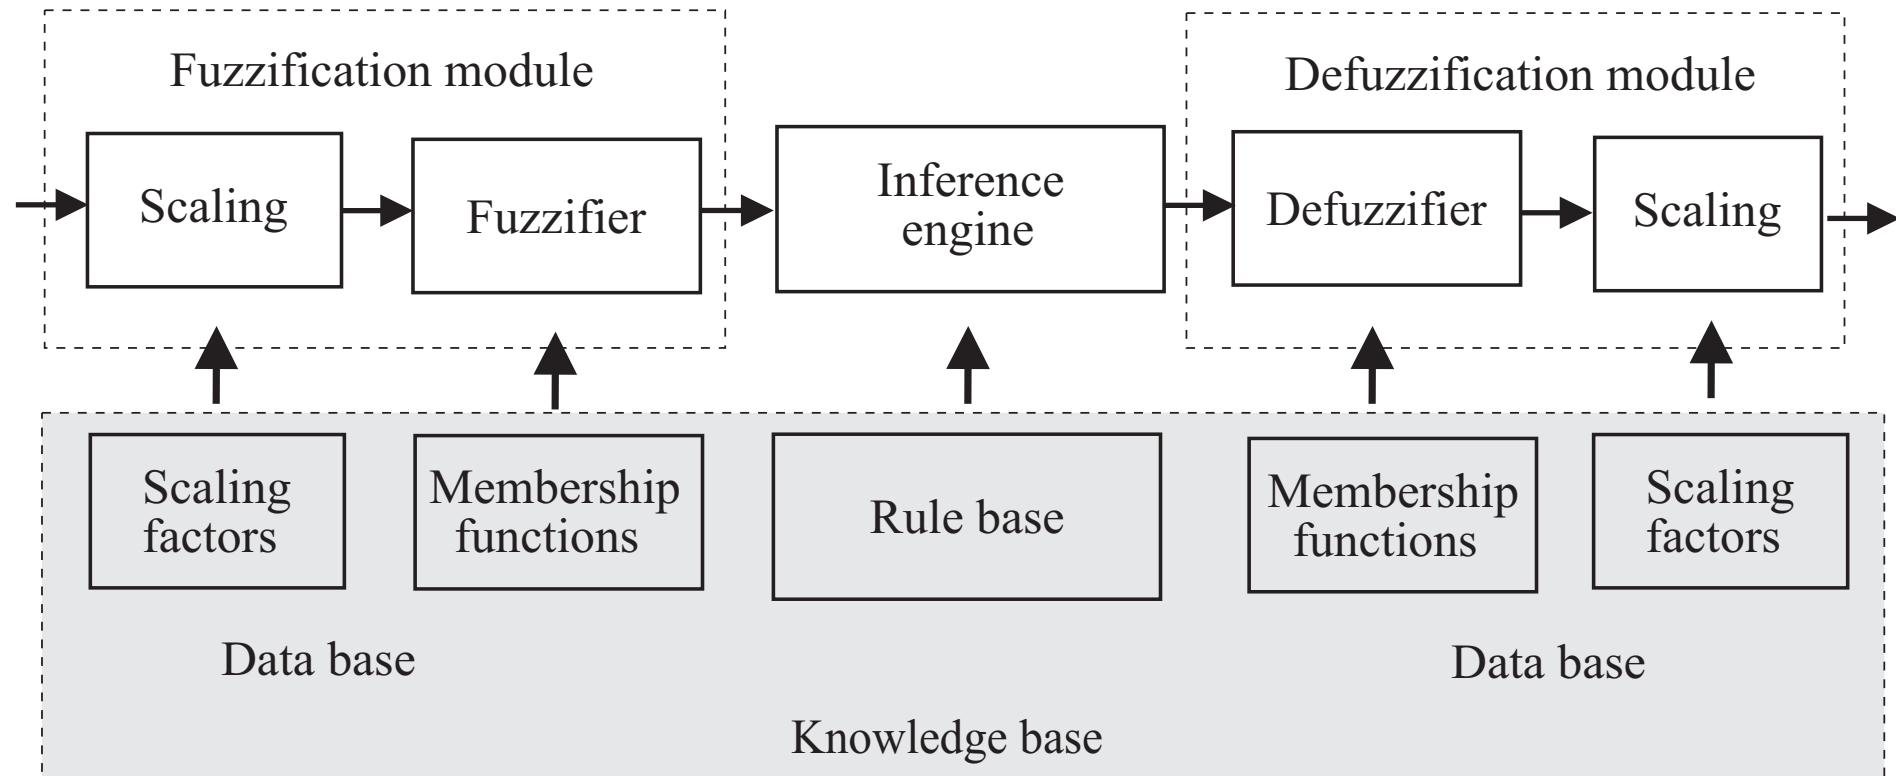 Fuzzification module
Defuzzification module
Scaling
Fuzzifier
Inference
engine
Defuzzifier
Scaling
Scaling
factors
Membership
functions
Rule base
Membership
functions
Scaling
factors
Data base
Data base
Knowledge base